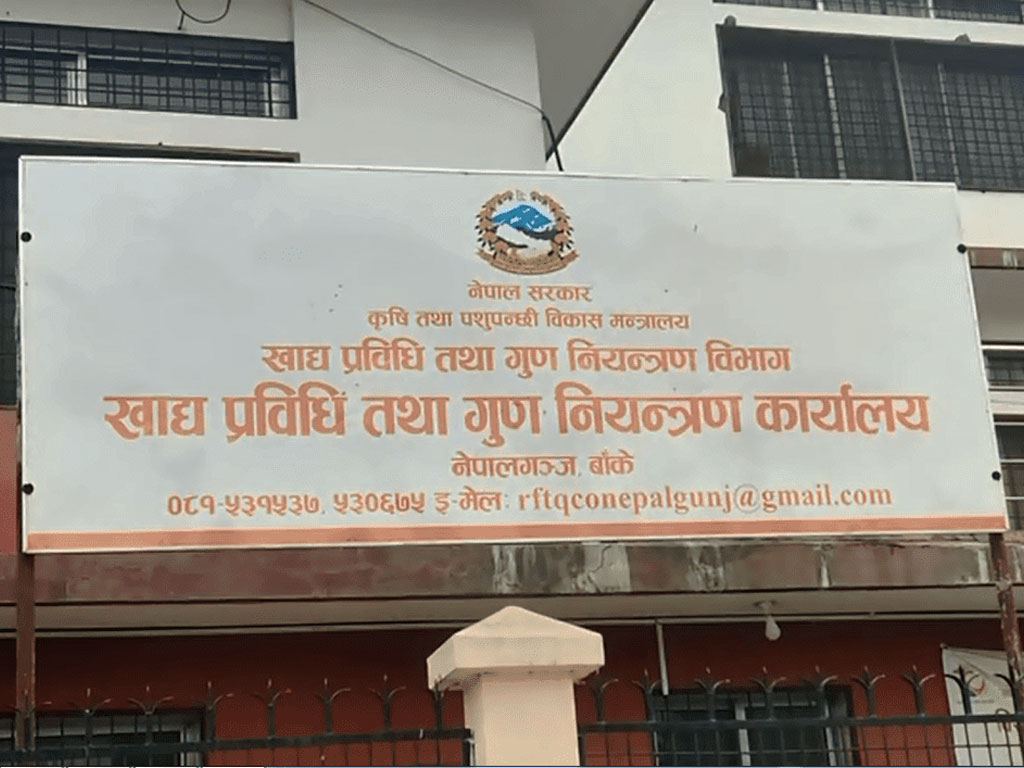 नेपाल सरकार
कृषि तथा पशुपन्छी विकास मन्त्रालय
खाद्य प्रविधि तथा गुण नियन्त्रण विभाग
खाद्य प्रविधि तथा गुण नियन्त्रण कार्यालय
नेपालगञ्ज, बाँके
०८१-५३१५३७, ५३०६७५ इ-मेल: rftqconepalgunj@gmail.com